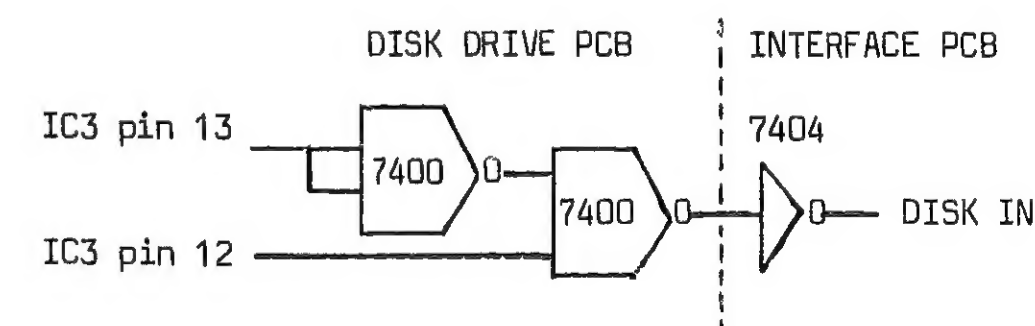 DISK DRIVE PCB
INTERFACE PCB
IC3 pin 13
7404
7400
7400
DISK IN
IC3 pin 12